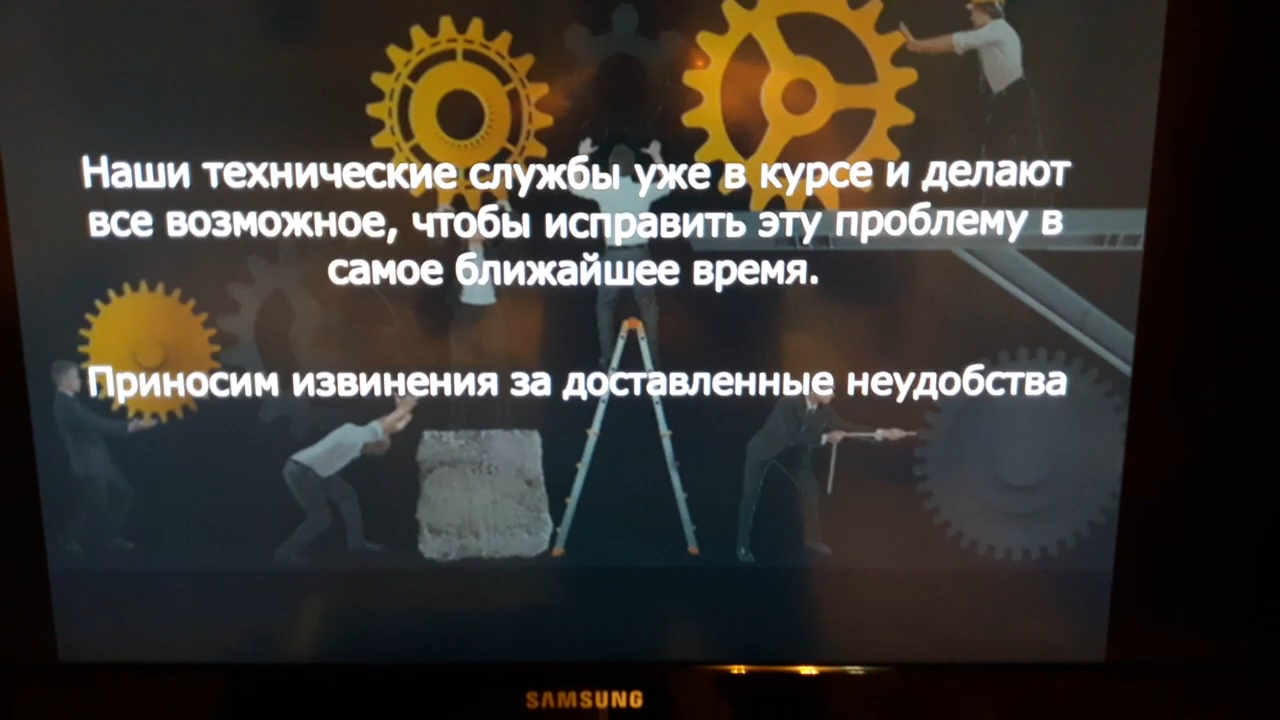 Наши технические службы уже в курсе и делают
все возможное, чтобы исправить эту проблему в
самое ближайшее время.
Приносим извинения за доставленные неудобства
SAMSUNG